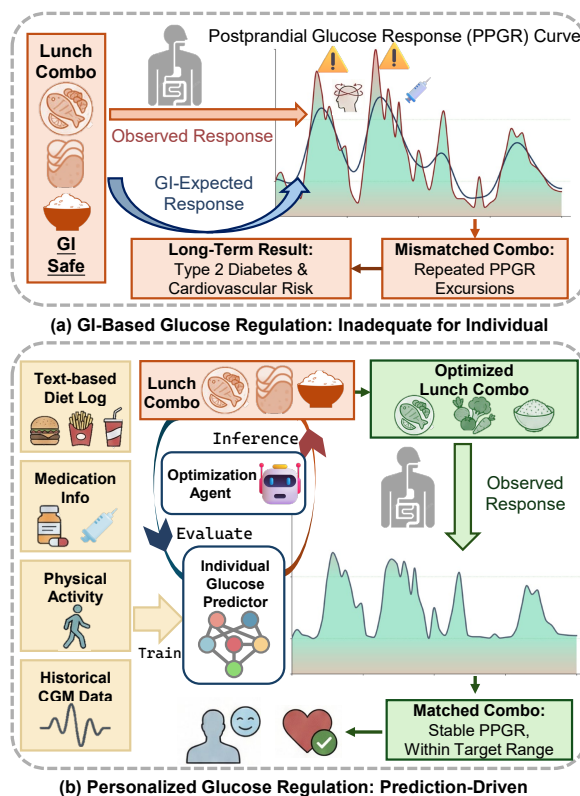 Postprandial Glucose Response (PPGR) Curve
Lunch
Combo
Observed Response
GI-Expected
Response
GI
Safe
Long-Term Result:
Type 2 Diabetes &
Cardiovascular Risk
Mismatched Combo:
Repeated PPGR
Excursions
(a) GI-Based Glucose Regulation: Inadequate for Individual
Text-based
Diet Log
Medication
Info
Physical
Activity
Historical
CGM Data
Lunch
Combo
Optimized
Lunch Combo
Inference
Optimization
Agent
Evaluate
Individual
Glucose
Predictor
Train
Observed
Response
Matched Combo:
Stable PPGR,
Within Target Range
(b) Personalized Glucose Regulation: Prediction-Driven